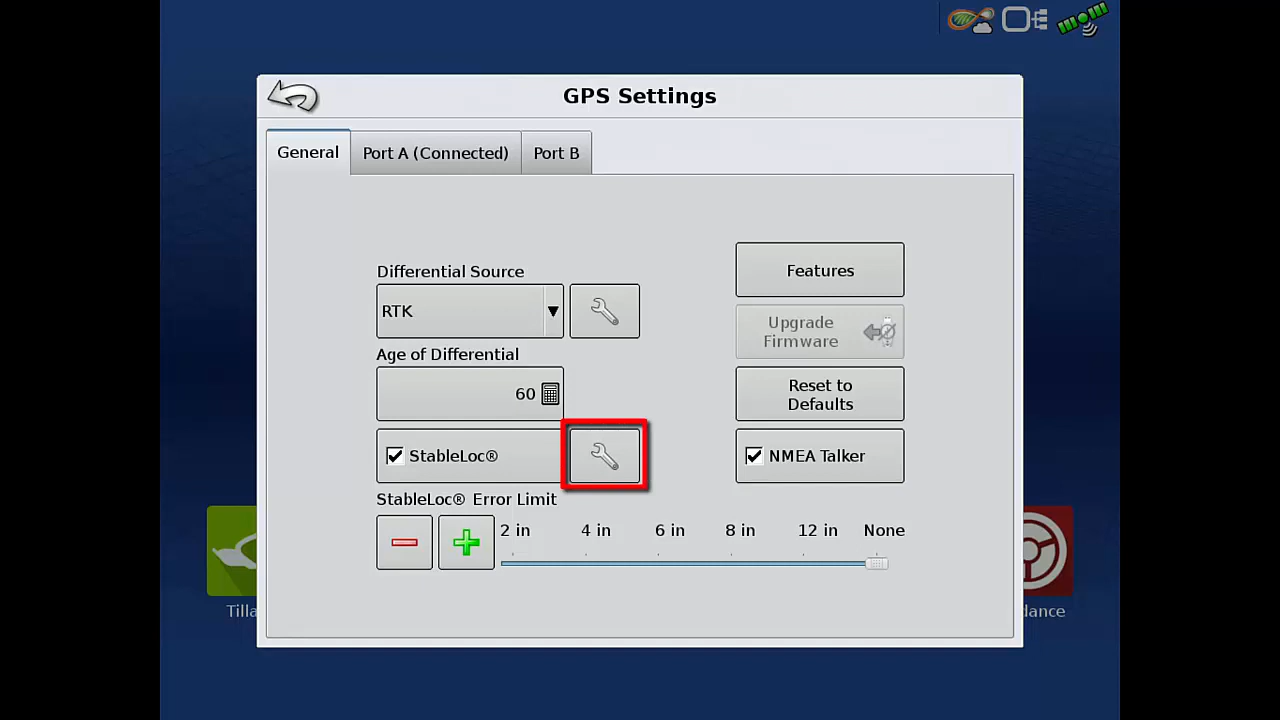 GPS Settings
General
Port A (Connected)
Port B
Differential Source
RTK
Age of Differential
60
StableLoc®
StableLoc® Error Limit
2 in
4 in
6 in
8 in
12 in
None
Features
Upgrade
Firmware
Reset to
Defaults
NMEA Talker
Tilla
dance